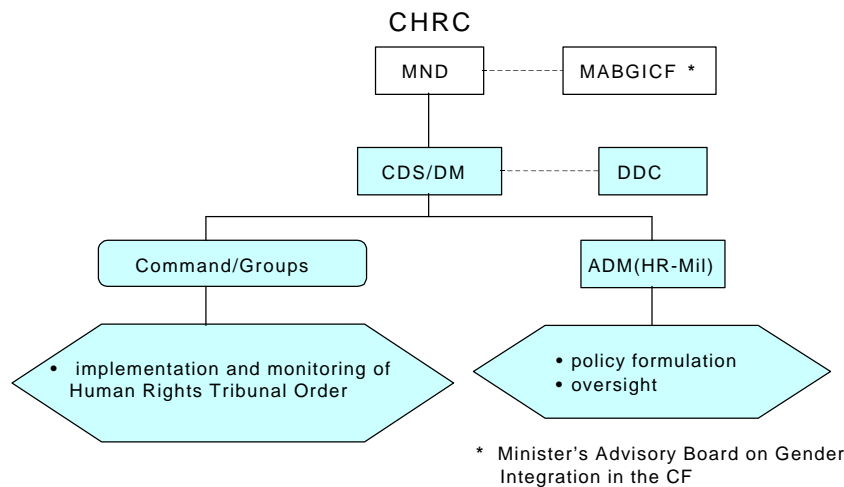 CHRC
MND
MABGICF *
CDS/DM
DDC
Command/Groups
ADM(HR-Mil)
• implementation and monitoring of
Human Rights Tribunal Order
• policy formulation
• oversight
* Minister’s Advisory Board on Gender
Integration in the CF